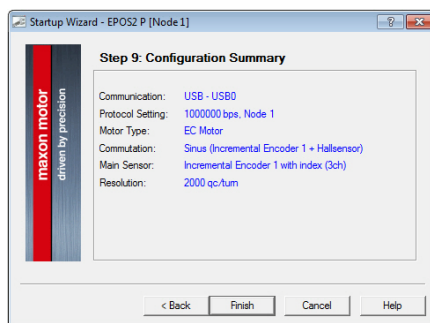 Startup Wizard - EPOS2 P [Node1]
Step 9: Configuration Summary
maxon motor
driven by precision
Communication: USB - USB0
Protocol Setting: 1000000 bps, Node 1
Motor Type: EC Motor
Commutation: Sinus (Incremental Encoder 1 + Hallsensor)
Main Sensor: Incremental Encoder 1 with index (3ch)
Resolution: 2000 qc/turn
< Back Finish Cancel Help